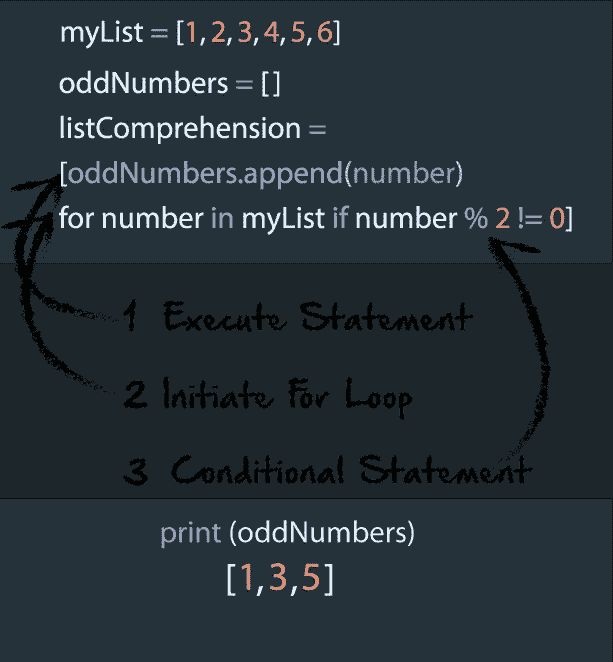 myList = [1,2,3,4,5,6]
oddNumbers = []
listComprehension =
[oddNumbers.append(number)
for number in myList if number % 2 != 0]
1 Execute Statement
2 Initiate For Loop
3 Conditional Statement
print (oddNumbers)
[1,3,5]